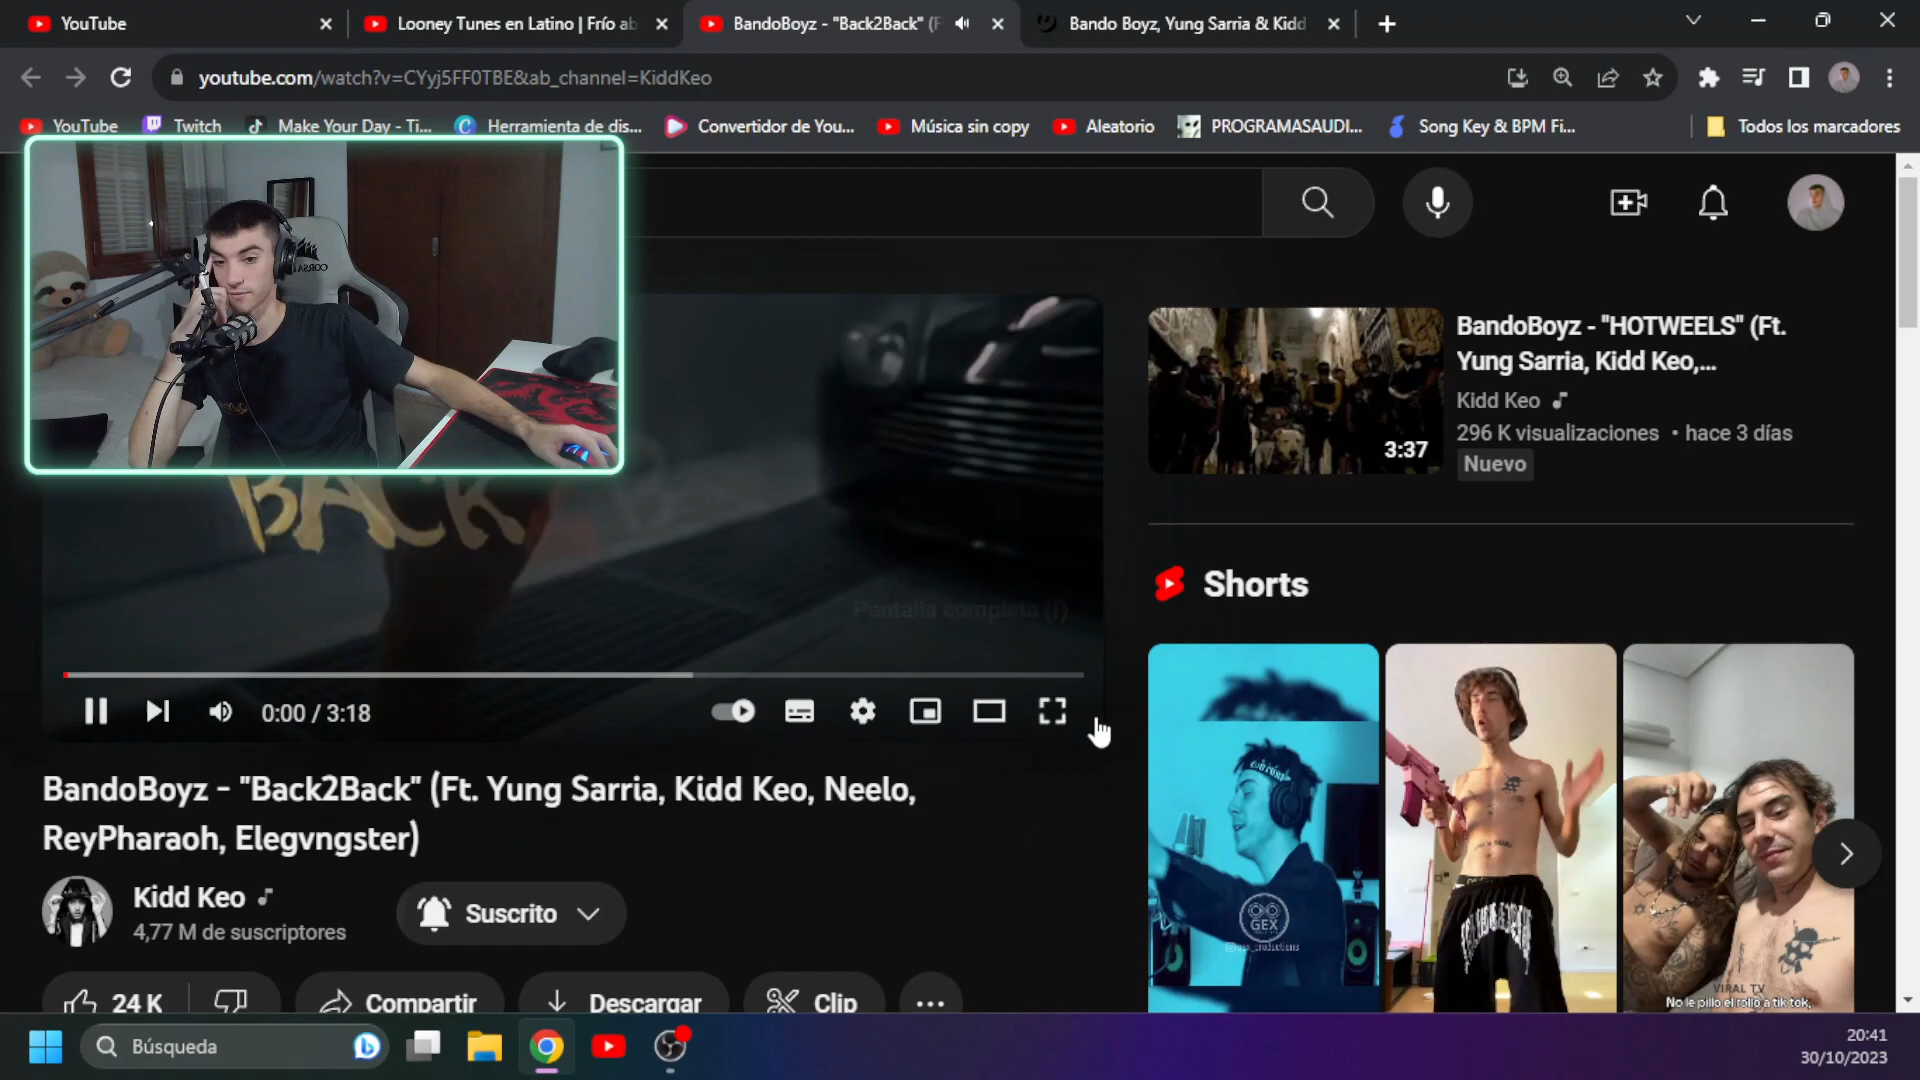 YouTube
Looney Tunes en Latino | Frío ab
BandoBoyz - "Back2Back" (F
Bando Boyz, Yung Sarria & Kidd
youtube.com/watch?v=CYyj5FF0TBE&ab_channel=KiddKeo
YouTube
Twitch
Make Your Day - Ti...
Herramienta de dis...
Convertidor de You...
Música sin copy
Aleatorio
PROGRAMASAUDI...
Song Key & BPM Fi...
Todos los marcadores
CORSAIR
BACK
Pantalla completa (f)
0:00 / 3:18
BandoBoyz - "Back2Back" (Ft. Yung Sarria, Kidd Keo, Neelo,
ReyPharaoh, Elegvngster)
Kidd Keo
4,77 M de suscriptores
Suscrito
24 K
Compartir
Descargar
Clip
3:37
BandoBoyz - "HOTWEELS" (Ft.
Yung Sarria, Kidd Keo,...
Kidd Keo
296 K visualizaciones • hace 3 días
Nuevo
Shorts
GEX
VIRAL TV
No le pillo el rollo a tik tok,
Búsqueda
20:41
30/10/2023